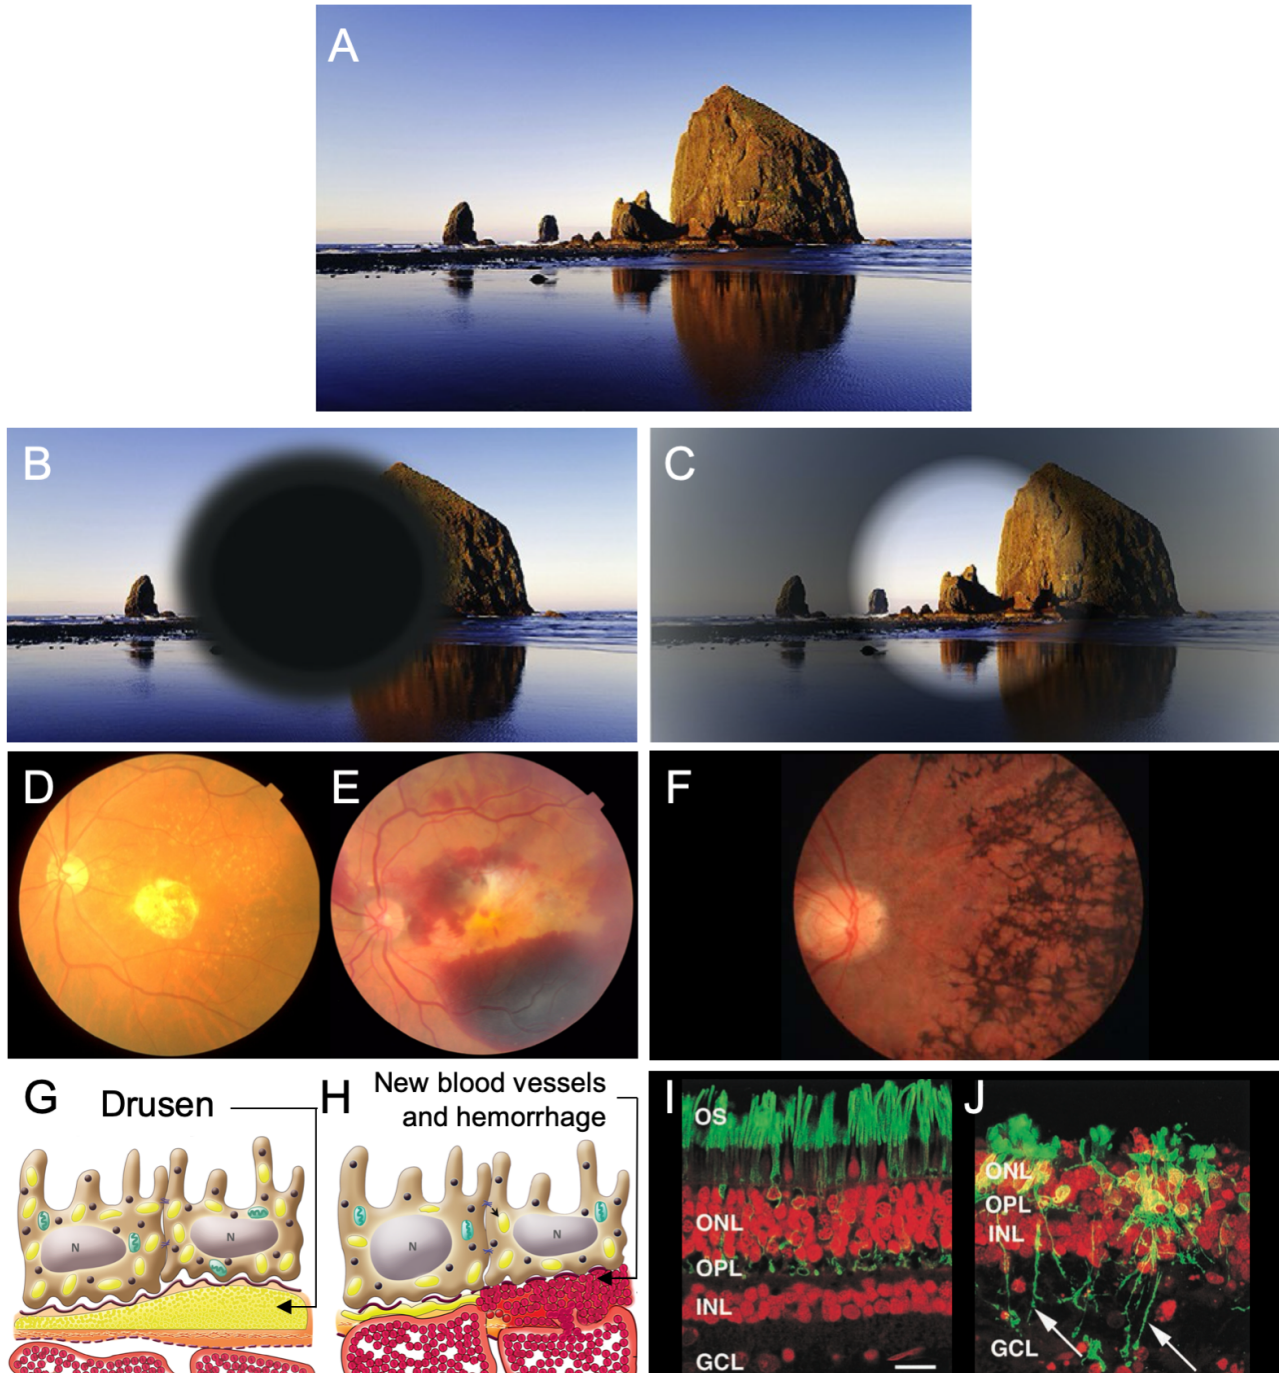 A
B
C
D
E
F
G
Drusen
H
New blood vessels
and hemorrhage
N
N
N
N
I
OS
ONL
OPL
INL
GCL
J
ONL
OPL
INL
GCL